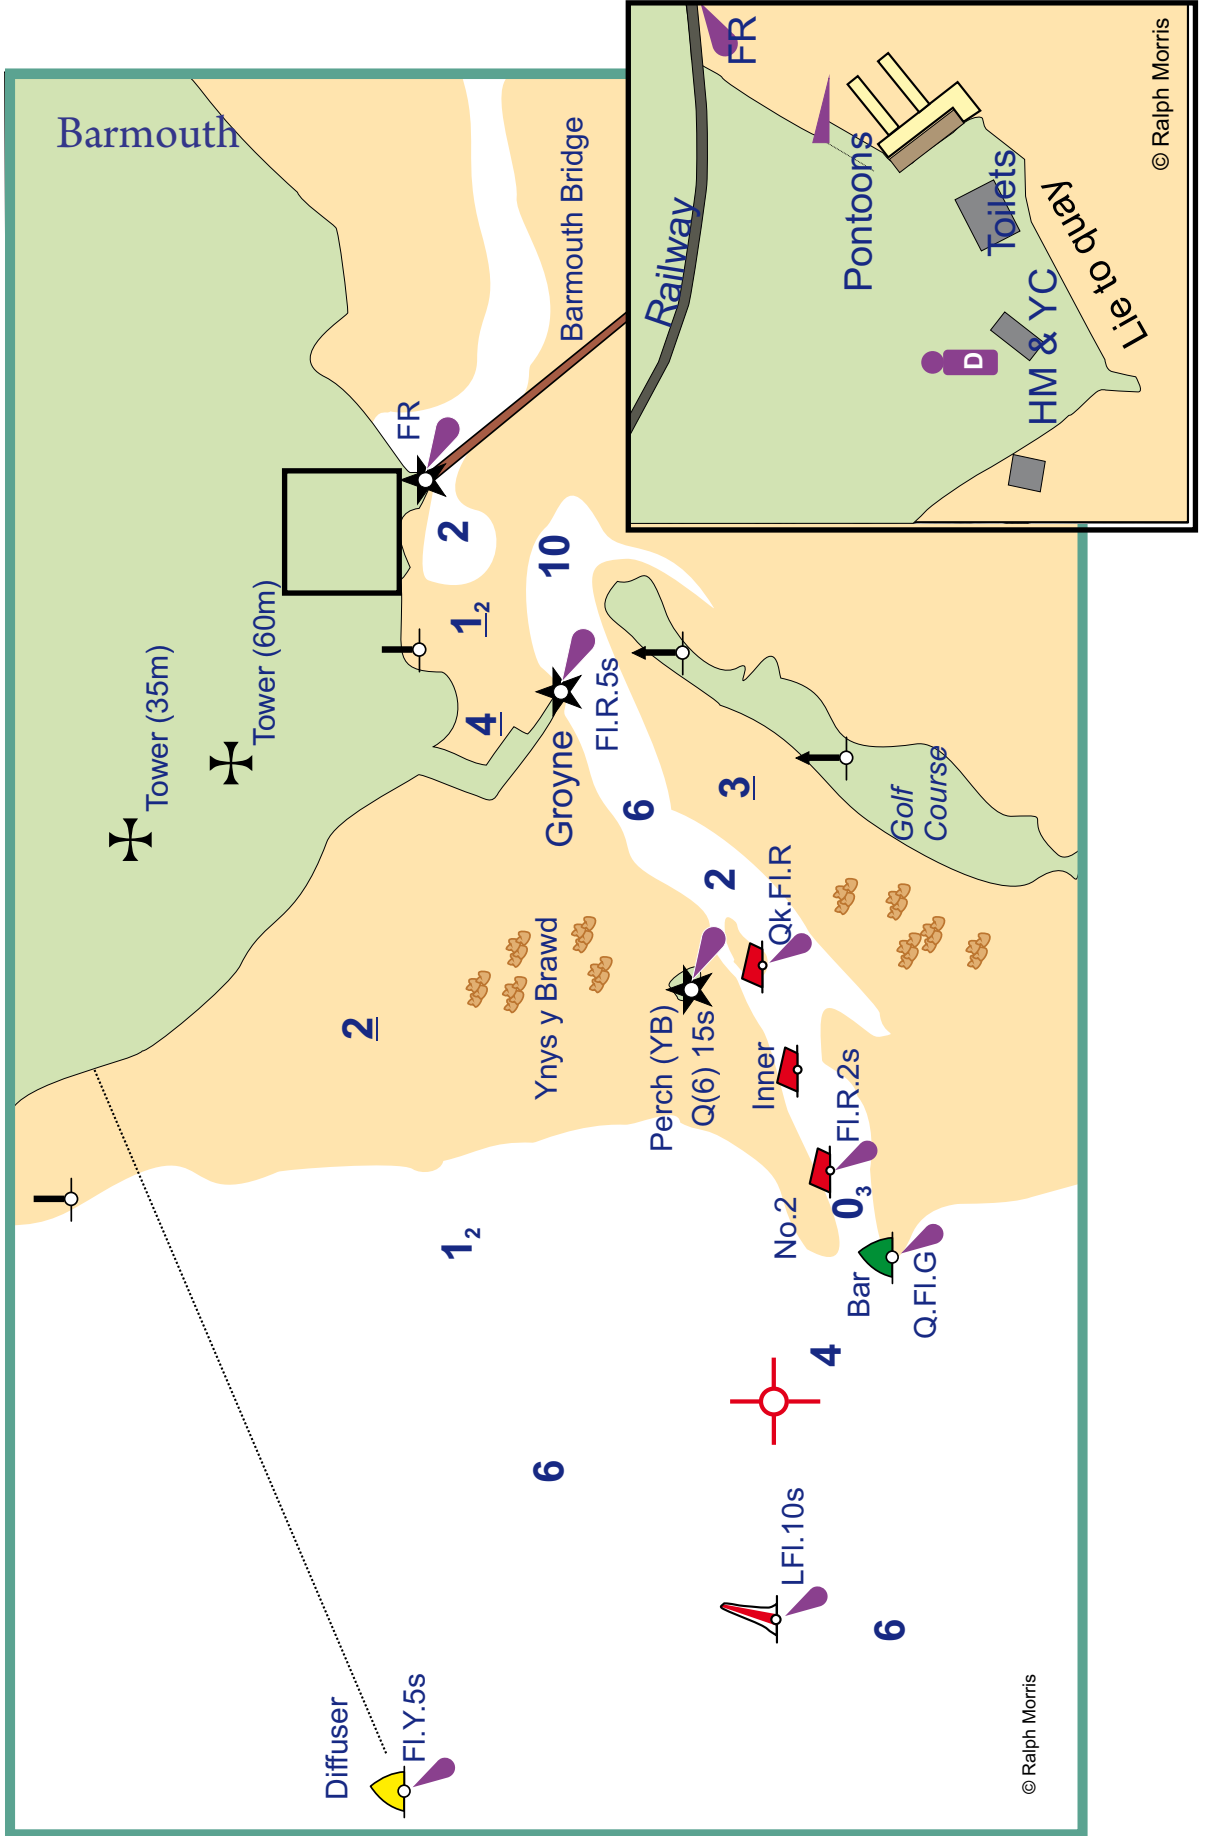 Barmouth
Tower (35m)
Tower (60m)
FR
Barmouth Bridge
2
10
1₂
4
Groyne
Fl.R.5s
6
3
Golf
Course
2
Qk.Fl.R
2
Ynys y Brawd
Perch (YB)
Q(6) 15s
Inner
Fl.R.2s
No.2
0₃
Bar
Q.Fl.G
1₂
4
6
LFl.10s
6
Diffuser
Fl.Y.5s
© Ralph Morris
Railway
FR
Pontoons
Toilets
D
HM & YC
Lie to quay
© Ralph Morris